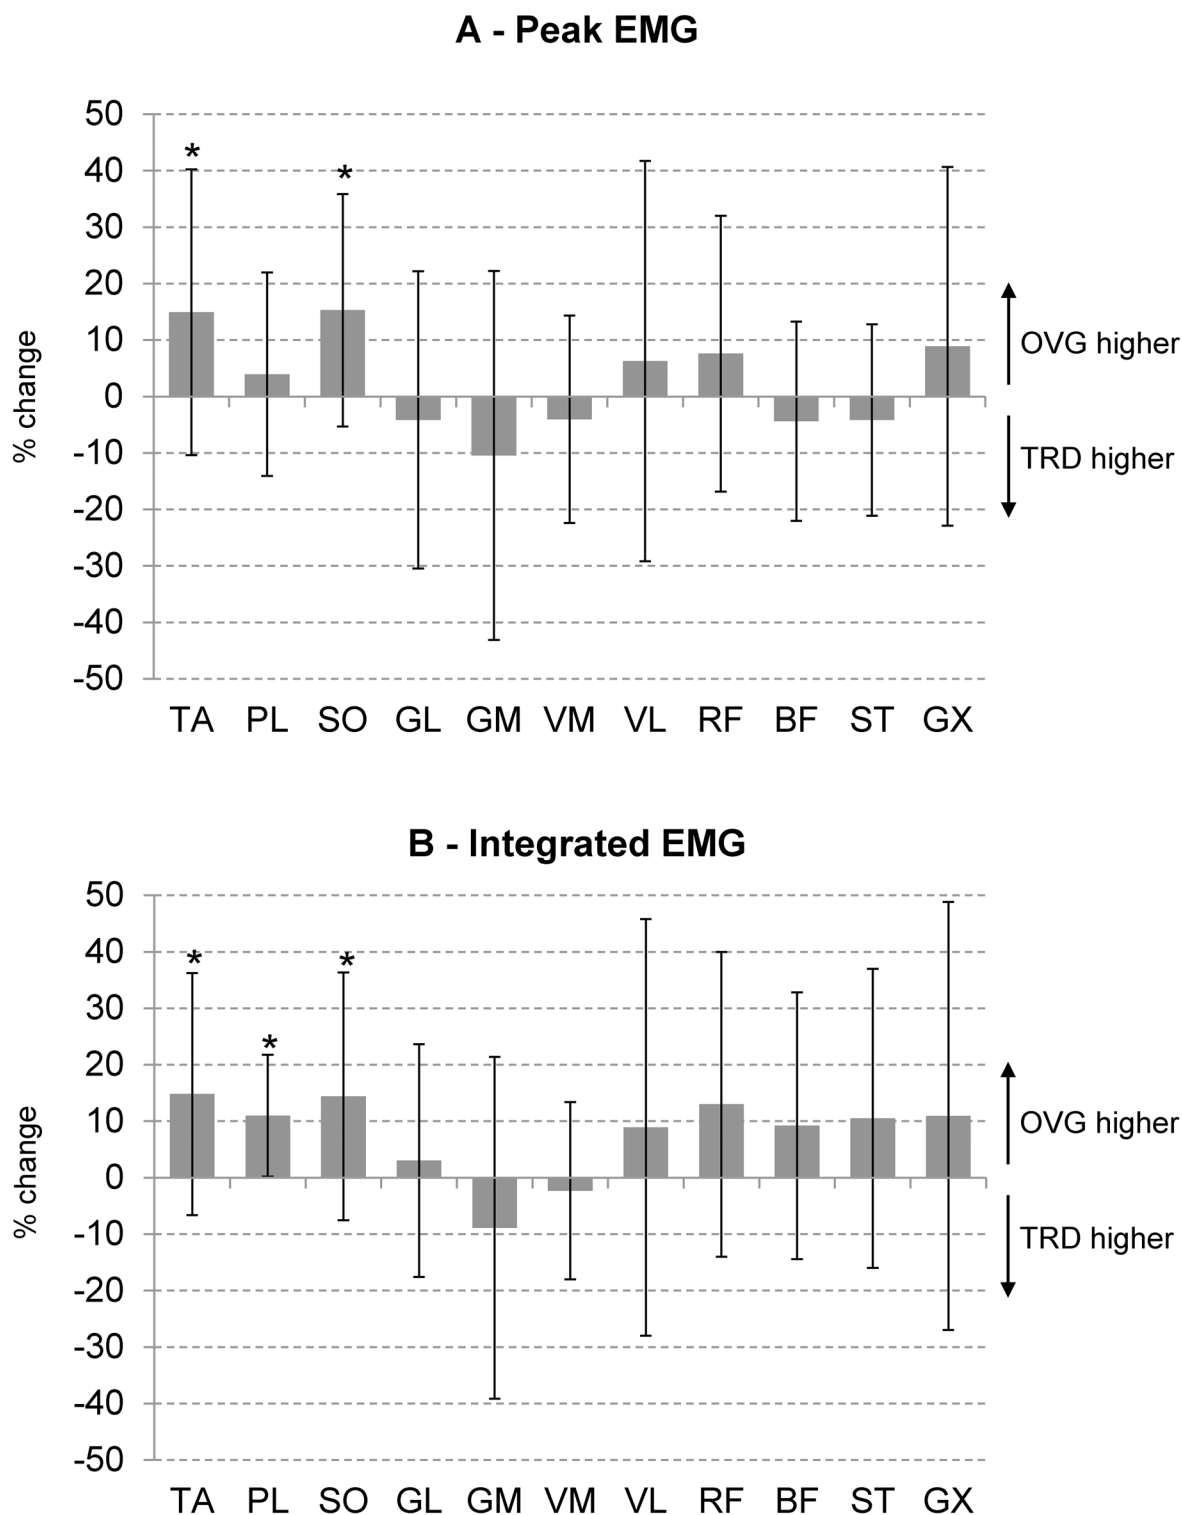 A - Peak EMG
50
40
30
20
10
0
-10
-20
-30
-40
-50
% change
* *
OVG higher
TRD higher
TA PL SO GL GM VM VL RF BF ST GX
B - Integrated EMG
50
40
30
20
10
0
-10
-20
-30
-40
-50
% change
* * *
OVG higher
TRD higher
TA PL SO GL GM VM VL RF BF ST GX